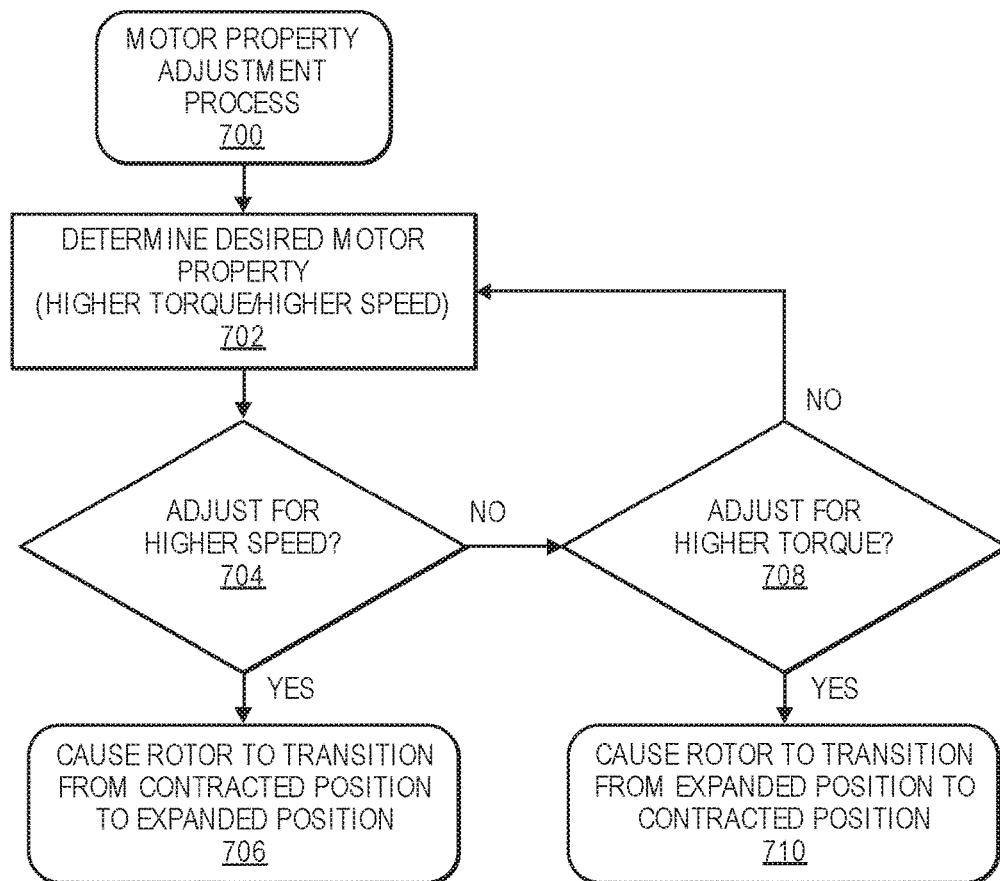 MOTOR PROPERTY
ADJUSTMENT
PROCESS
700
DETERMINE DESIRED MOTOR
PROPERTY
(HIGHER TORQUE/HIGHER SPEED)
702
ADJUST FOR
HIGHER SPEED?
704
NO
YES
CAUSE ROTOR TO TRANSITION
FROM CONTRACTED POSITION
TO EXPANDED POSITION
706
ADJUST FOR
HIGHER TORQUE?
708
NO
YES
CAUSE ROTOR TO TRANSITION
FROM EXPANDED POSITION TO
CONTRACTED POSITION
710